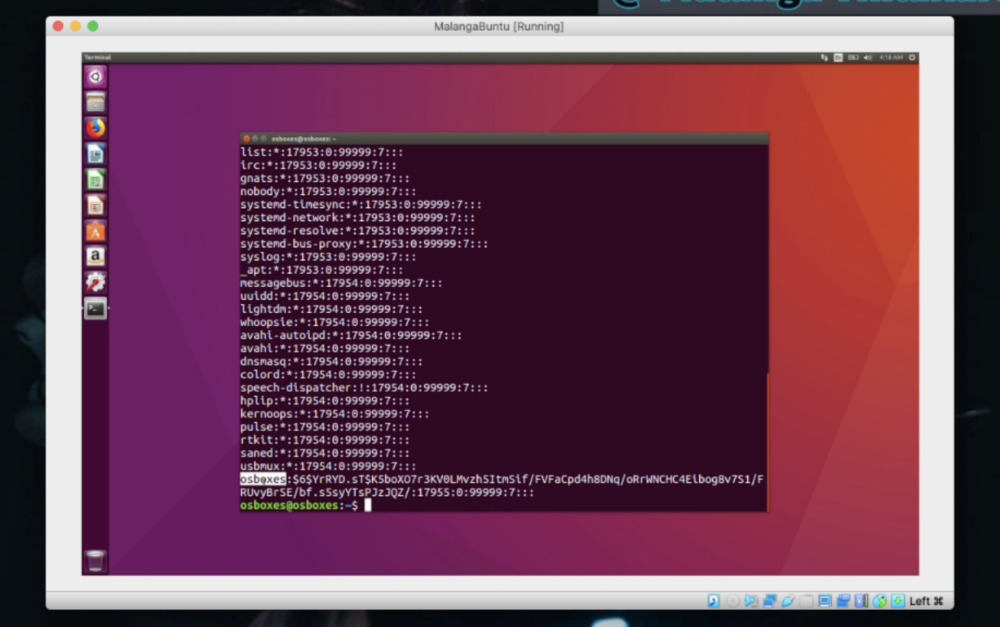 MalangaBuntu [Running]
Terminal
En
4:18 AM
osboxes@osboxes: ~
list:*:17953:0:99999:7:::
irc:*:17953:0:99999:7:::
gnats:*:17953:0:99999:7:::
nobody:*:17953:0:99999:7:::
systemd-timesync:*:17953:0:99999:7:::
systemd-network:*:17953:0:99999:7:::
systemd-resolve:*:17953:0:99999:7:::
systemd-bus-proxy:*:17953:0:99999:7:::
syslog:*:17953:0:99999:7:::
_apt:*:17953:0:99999:7:::
messagebus:*:17954:0:99999:7:::
uuidd:*:17954:0:99999:7:::
lightdm:*:17954:0:99999:7:::
whoopsie:*:17954:0:99999:7:::
avahi-autoipd:*:17954:0:99999:7:::
avahi:*:17954:0:99999:7:::
dnsmasq:*:17954:0:99999:7:::
colord:*:17954:0:99999:7:::
speech-dispatcher:!:17954:0:99999:7:::
hplip:*:17954:0:99999:7:::
kernoops:*:17954:0:99999:7:::
pulse:*:17954:0:99999:7:::
rtkit:*:17954:0:99999:7:::
saned:*:17954:0:99999:7:::
usbmux:*:17954:0:99999:7:::
osboxes:$6$YrRYD.sT$K5boXO7r3KV0LMvzh5ItmSif/FVFaCpd4h8DNq/oRrWNCHC4Eibog8v7S1/F
RUvyBrSE/bf.s5syYTsPJzJQZ/:17955:0:99999:7:::
osboxes@osboxes:~$
Left ⌘